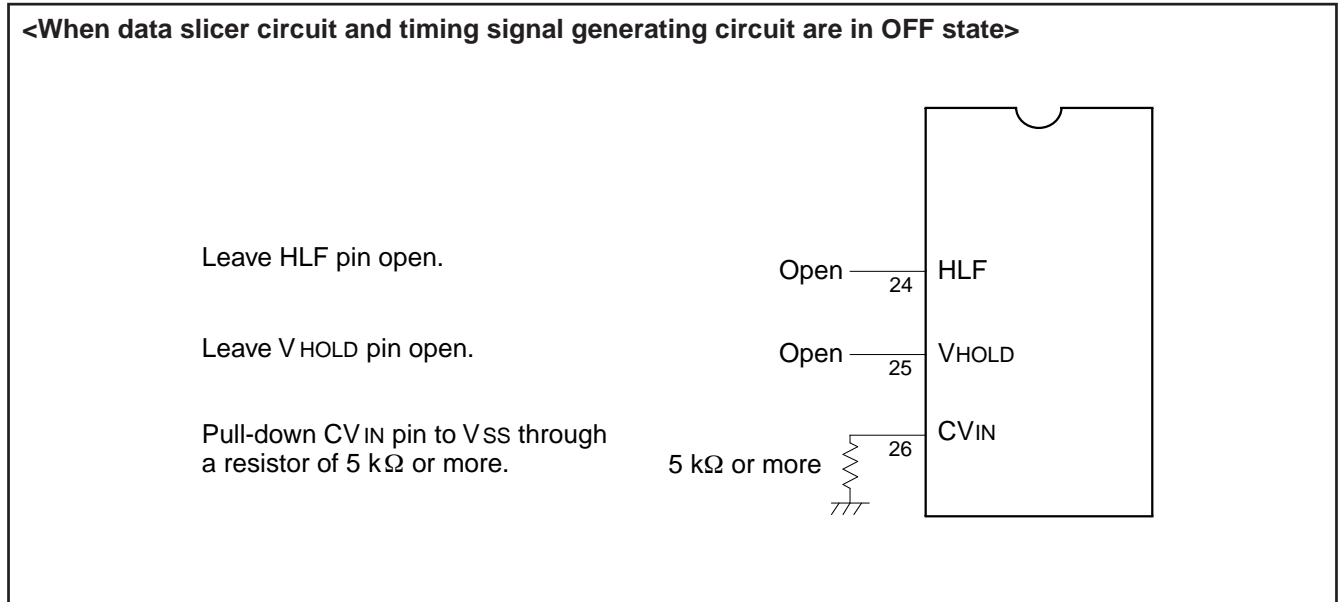 <When data slicer circuit and timing signal generating circuit are in OFF state>
Leave HLF pin open.
Open
24
HLF
Leave VHOLD pin open.
Open
25
VHOLD
Pull-down CVIN pin to VSS through
a resistor of 5 kΩ or more.
5 kΩ or more
26
CVIN